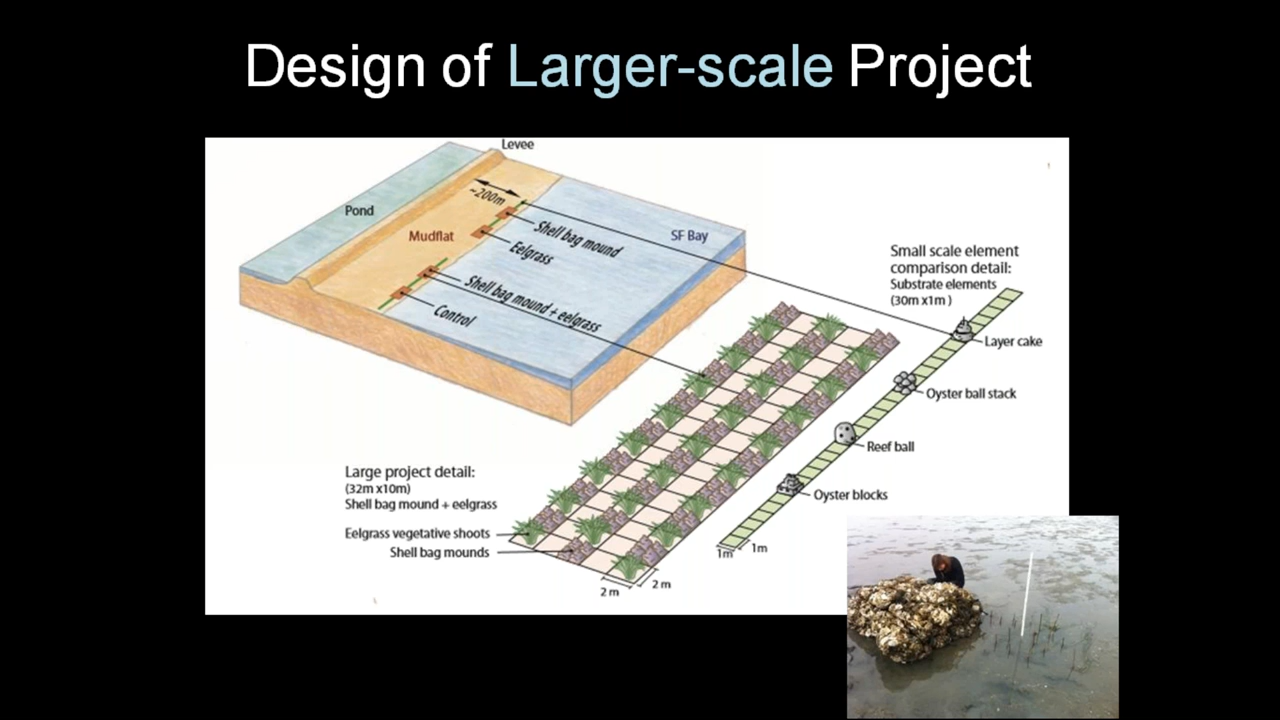 Design of Larger-scale Project
Levee
~200m
Pond
Mudflat
SF Bay
Shell bag mound
Eelgrass
Shell bag mound + eelgrass
Control
Small scale element
comparison detail:
Substrate elements
(30m x1m )
Layer cake
Oyster ball stack
Reef ball
Oyster blocks
1m
1m
Large project detail:
(32m x10m)
Shell bag mound + eelgrass
Eelgrass vegetative shoots
Shell bag mounds
2 m
2 m